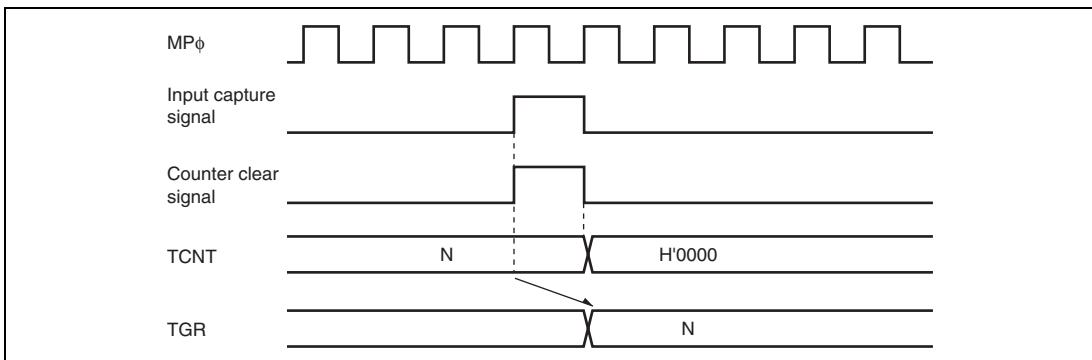 MPϕ
Input capture
signal
Counter clear
signal
TCNT
N
H'0000
TGR
N